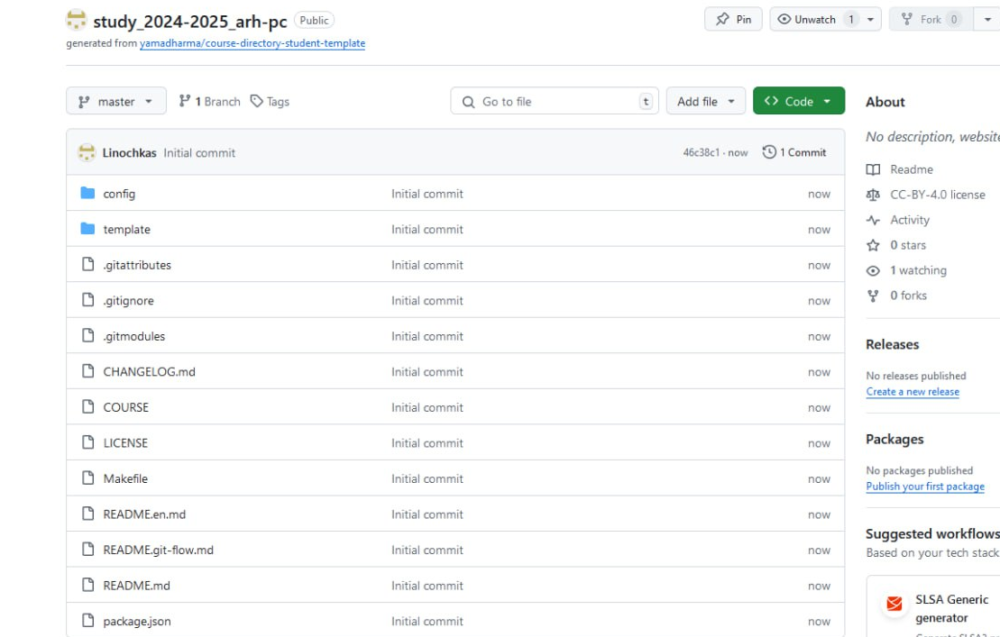 study_2024-2025_arh-pc Public
Pin
Unwatch 1
Fork 0
generated from yamadharma/course-directory-student-template
master
1 Branch
Tags
Go to file t
Add file
Code
Linochkas Initial commit 46c38c1 · now 1 Commit
config Initial commit now
template Initial commit now
.gitattributes Initial commit now
.gitignore Initial commit now
.gitmodules Initial commit now
CHANGELOG.md Initial commit now
COURSE Initial commit now
LICENSE Initial commit now
Makefile Initial commit now
README.en.md Initial commit now
README.git-flow.md Initial commit now
README.md Initial commit now
package.json Initial commit now
About
No description, website
Readme
CC-BY-4.0 license
Activity
0 stars
1 watching
0 forks
Releases
No releases published
Create a new release
Packages
No packages published
Publish your first package
Suggested workflows
Based on your tech stack
SLSA Generic
generator